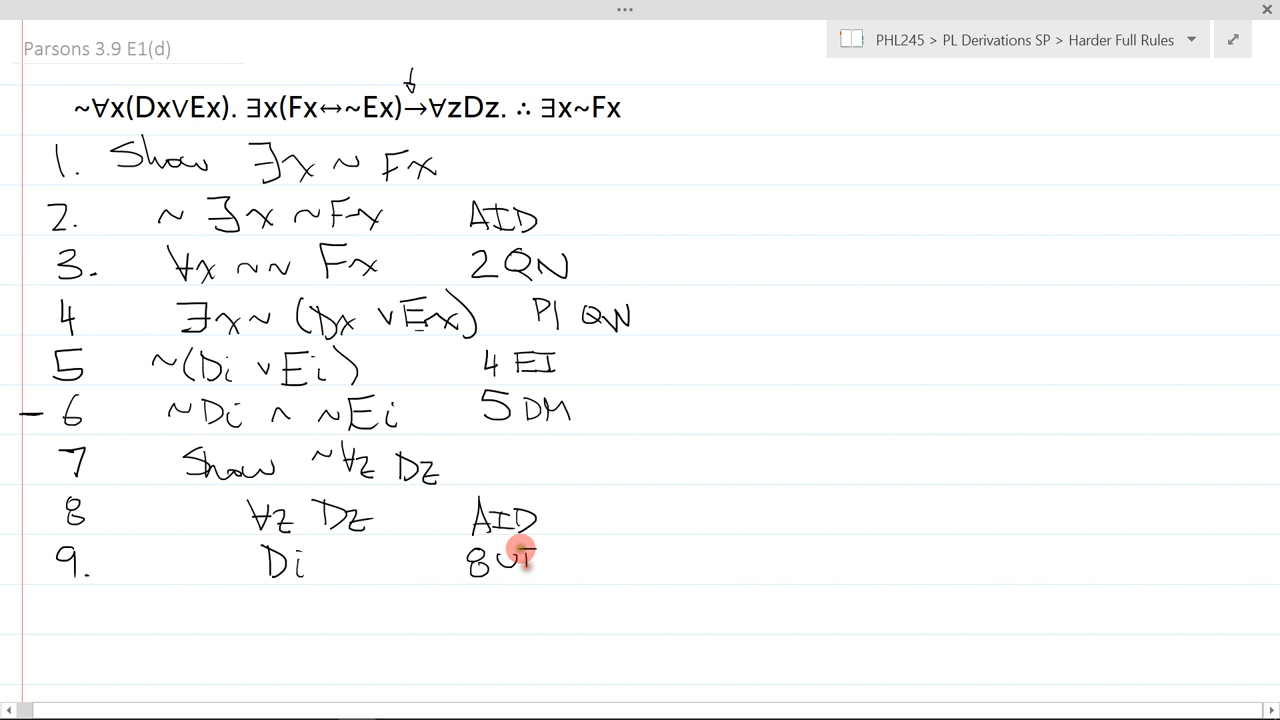 Parsons 3.9 E1(d)
PHL245 > PL Derivations SP > Harder Full Rules
~∀x(Dx∨Ex). ∃x(Fx↔~Ex)→∀zDz. ∴ ∃x~Fx
1. Show ∃x ~ Fx
2. ~ ∃x ~Fx AID
3. ∀x ~~ Fx 2 QN
4 ∃x~ (Dx ∨ Ex) P1 QN
5 ~(Di ∨ Ei) 4 EI
6 ~Di ∧ ~Ei 5 DM
7 Show ~∀z Dz
8 ∀z Dz AID
9. Di 8 UI